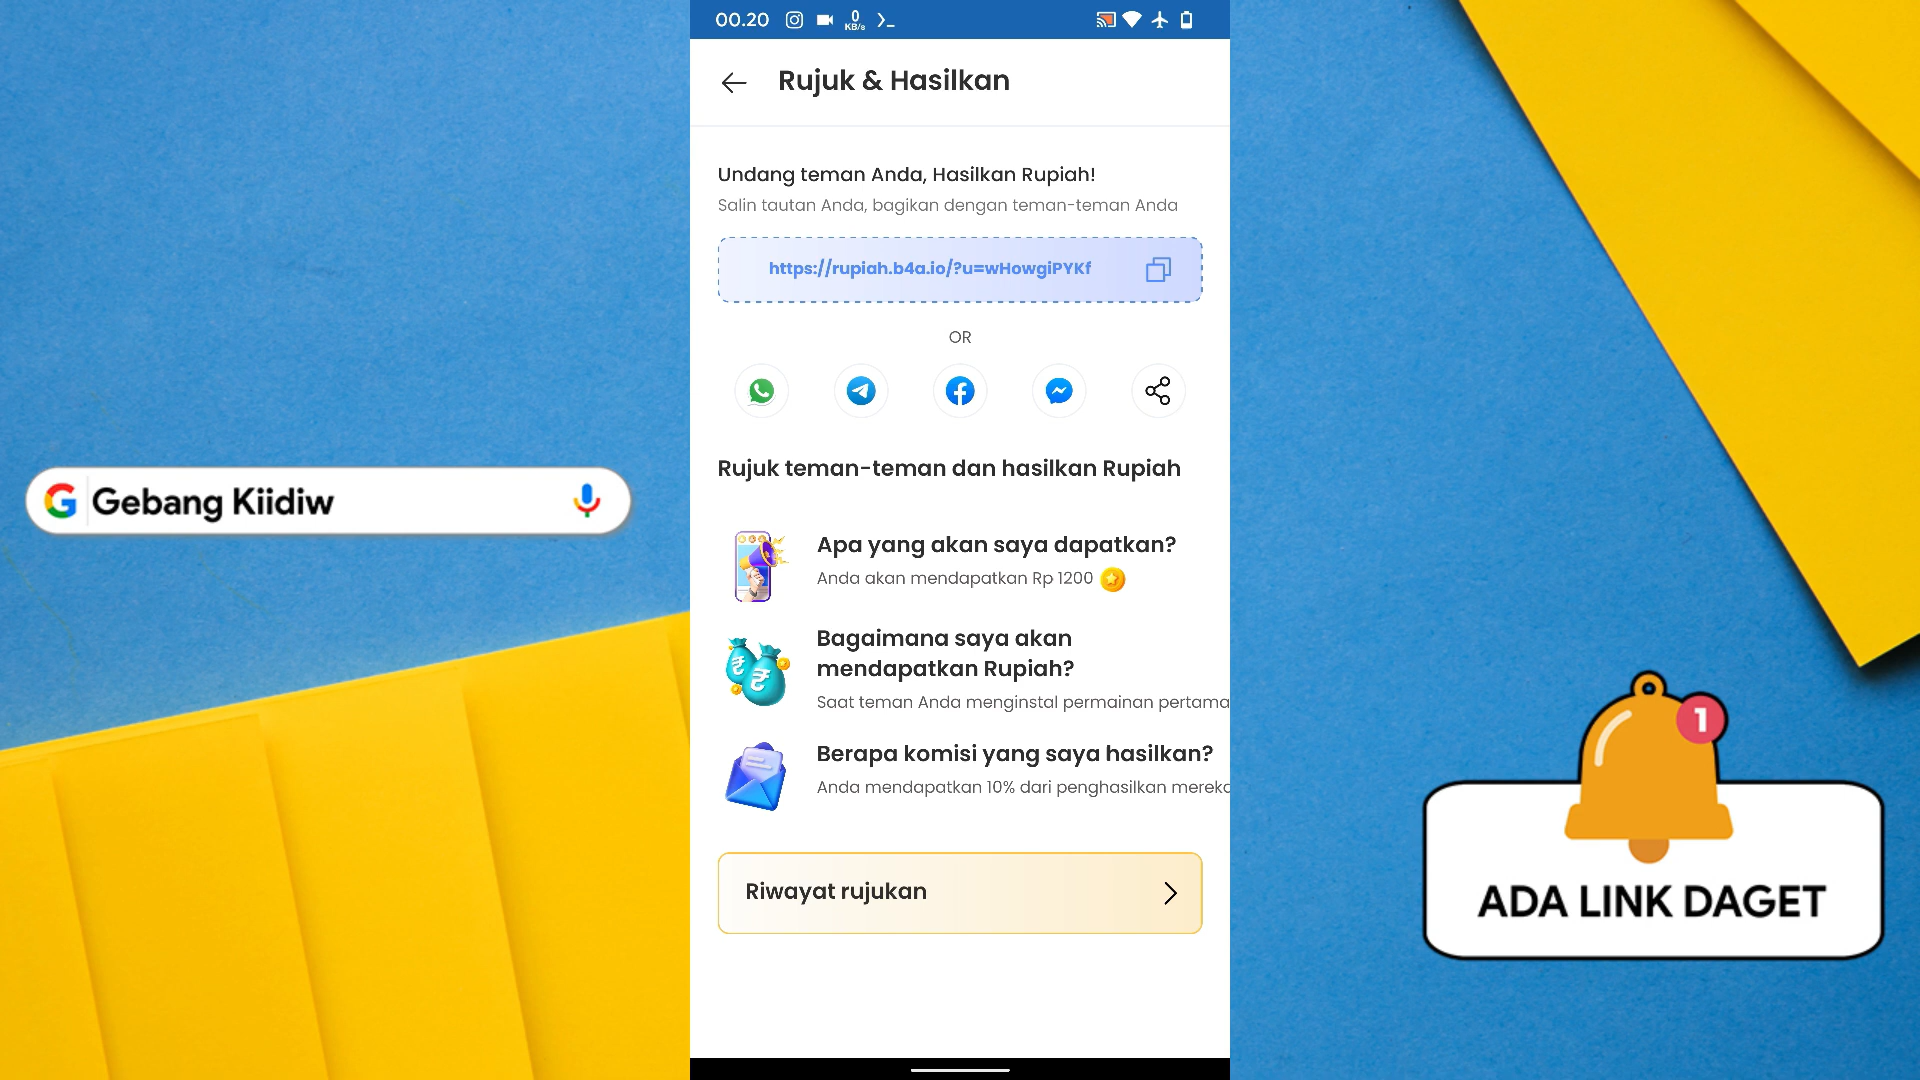 00.20
0
KB/s
Rujuk & Hasilkan
Undang teman Anda, Hasilkan Rupiah!
Salin tautan Anda, bagikan dengan teman-teman Anda
https://rupiah.b4a.io/?u=wHowgiPYKf
OR
Rujuk teman-teman dan hasilkan Rupiah
Apa yang akan saya dapatkan?
Anda akan mendapatkan Rp 1200
Bagaimana saya akan
mendapatkan Rupiah?
Saat teman Anda menginstal permainan pertama
Berapa komisi yang saya hasilkan?
Anda mendapatkan 10% dari penghasilkan mereka
Riwayat rujukan
Gebang Kiidiw
1
ADA LINK DAGET